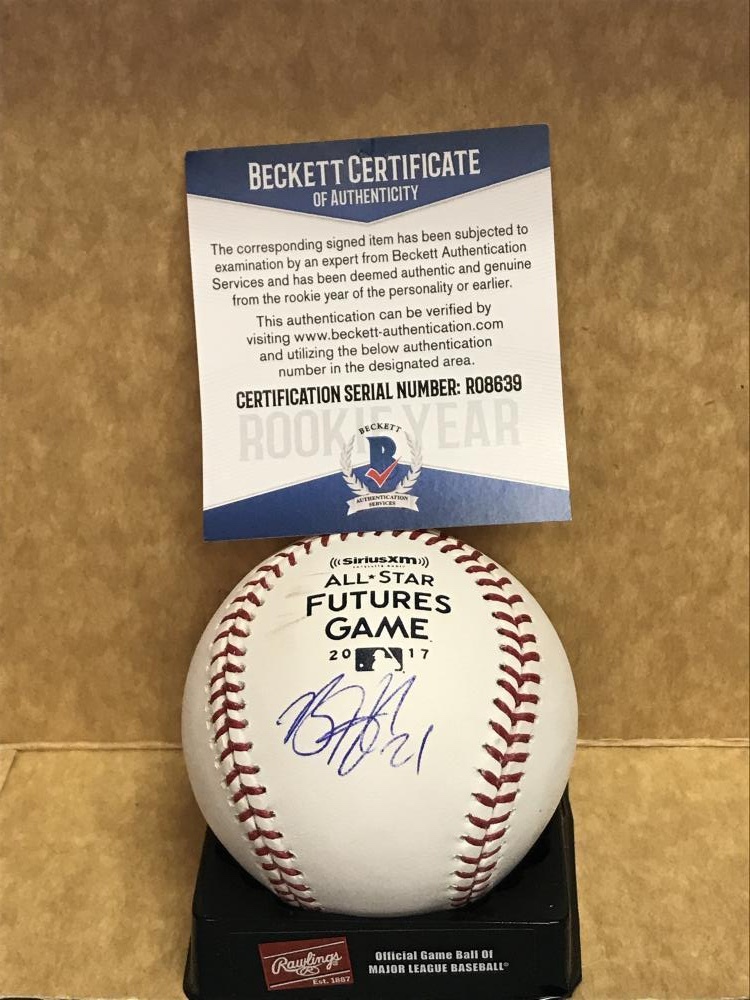 BECKETT CERTIFICATE
OF AUTHENTICITY
The corresponding signed item has been subjected to
examination by an expert from Beckett Authentication
Services and has been deemed authentic and genuine
from the rookie year of the personality or earlier.
This authentication can be verified by
visiting www.beckett-authentication.com
and utilizing the below authentication
number in the designated area.
CERTIFICATION SERIAL NUMBER: R08639
ROOKIE YEAR
BECKETT
B
AUTHENTICATION
SERVICES
((SiriusXM))
SATELLITE RADIO
ALL★STAR
FUTURES
GAME
20 17
21
Rawlings
Est. 1887
Official Game Ball Of
MAJOR LEAGUE BASEBALL®